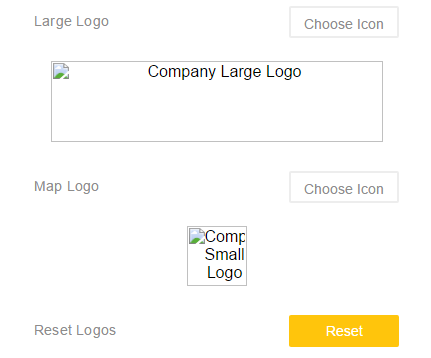 Large Logo
Choose Icon
Company Large Logo
Map Logo
Choose Icon
Comp
Small
Logo
Reset Logos
Reset